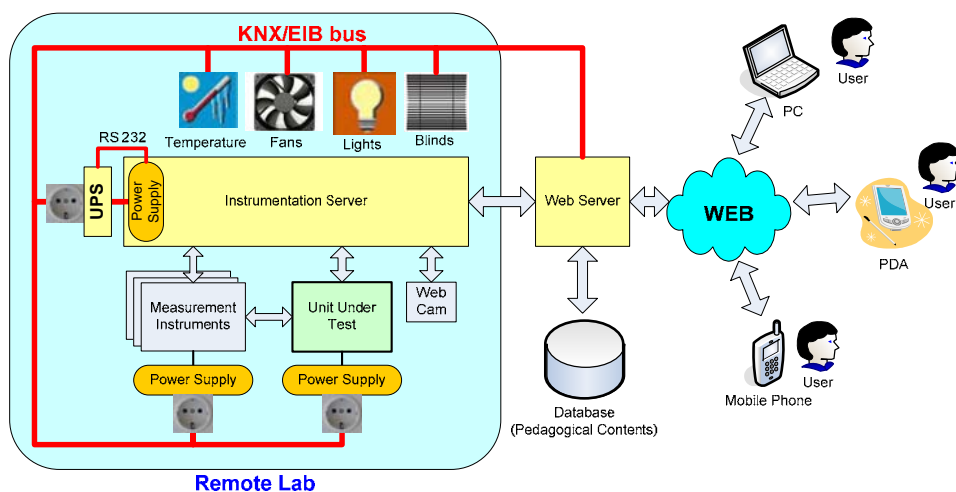 KNX/EIB bus
Temperature
Fans
Lights
Blinds
RS 232
UPS
Power
Supply
Instrumentation Server
Web Server
WEB
User
PC
User
PDA
User
Mobile Phone
Measurement
Instruments
Unit Under
Test
Web
Cam
Power Supply
Power Supply
Database
(Pedagogical Contents)
Remote Lab